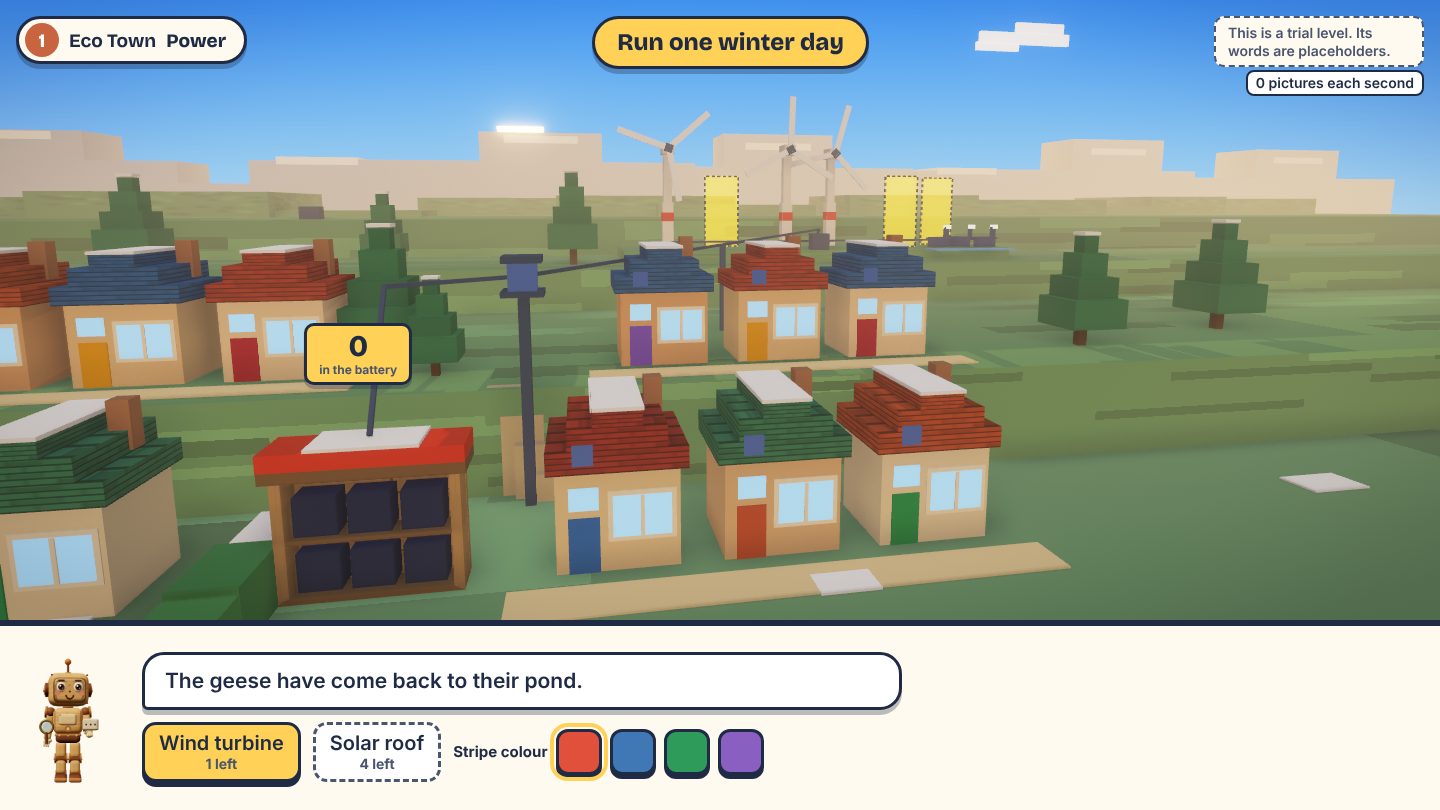 1 Eco Town Power
Run one winter day
This is a trial level. Its
words are placeholders.
0 pictures each second
0
in the battery
The geese have come back to their pond.
Wind turbine
1 left
Solar roof
4 left
Stripe colour